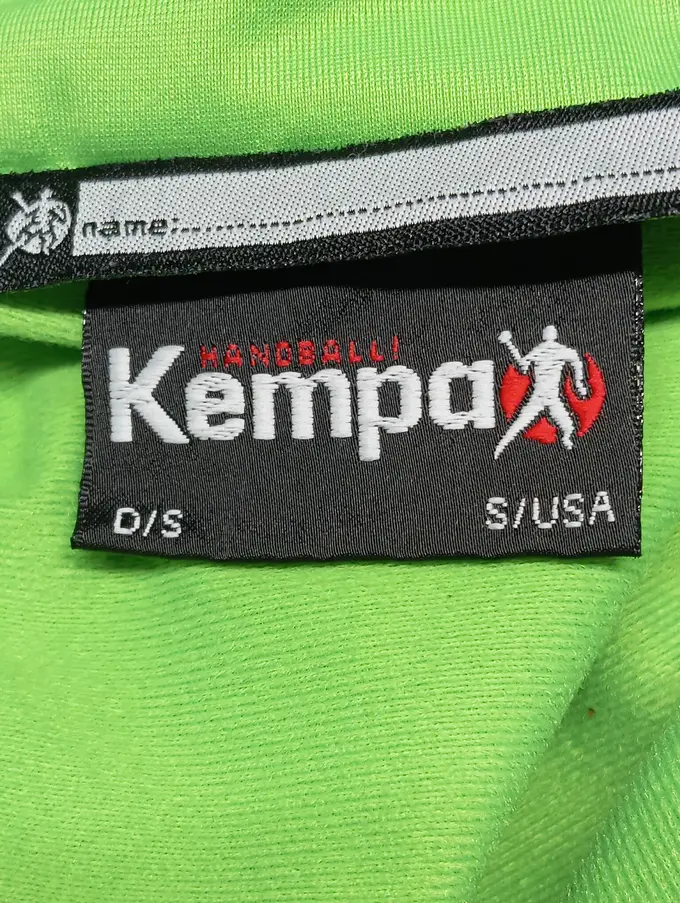 name:
HANDBALL!
Kempa
D/S S/USA